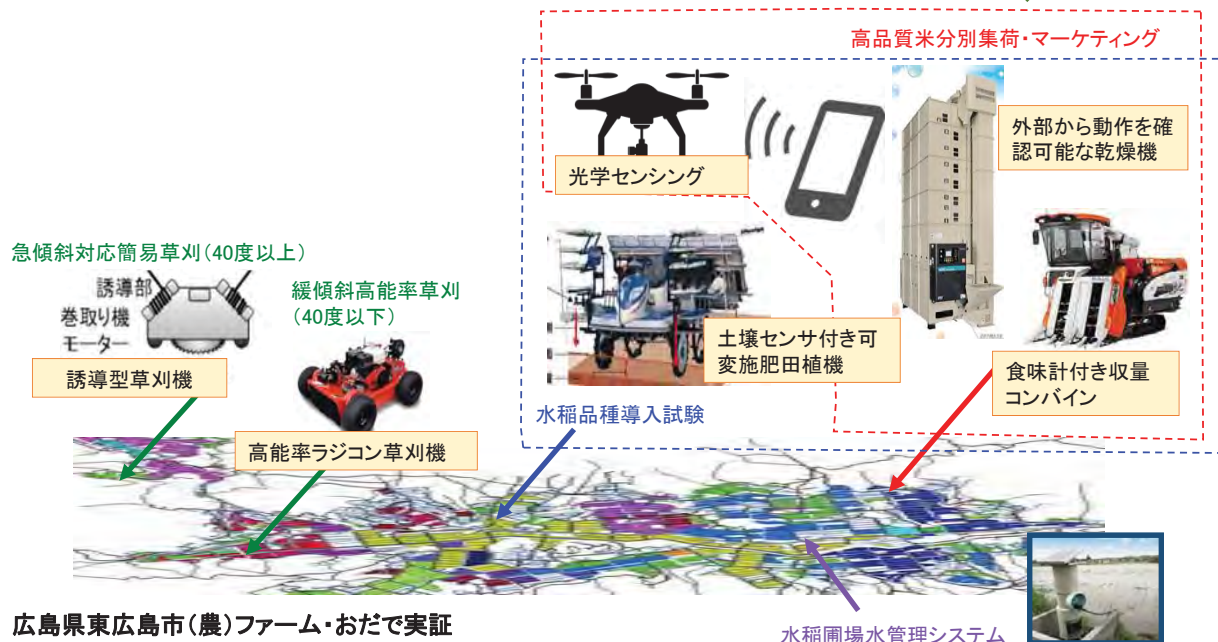 高品質米分別集荷・マーケティング
光学センシング
外部から動作を確
認可能な乾燥機
急傾斜対応簡易草刈(40度以上)
誘導部
巻取り機
モーター
誘導型草刈機
緩傾斜高能率草刈
(40度以下)
高能率ラジコン草刈機
土壌センサ付き可
変施肥田植機
食味計付き収量
コンバイン
水稲品種導入試験
広島県東広島市(農)ファーム・おだで実証
水稲圃場水管理システム